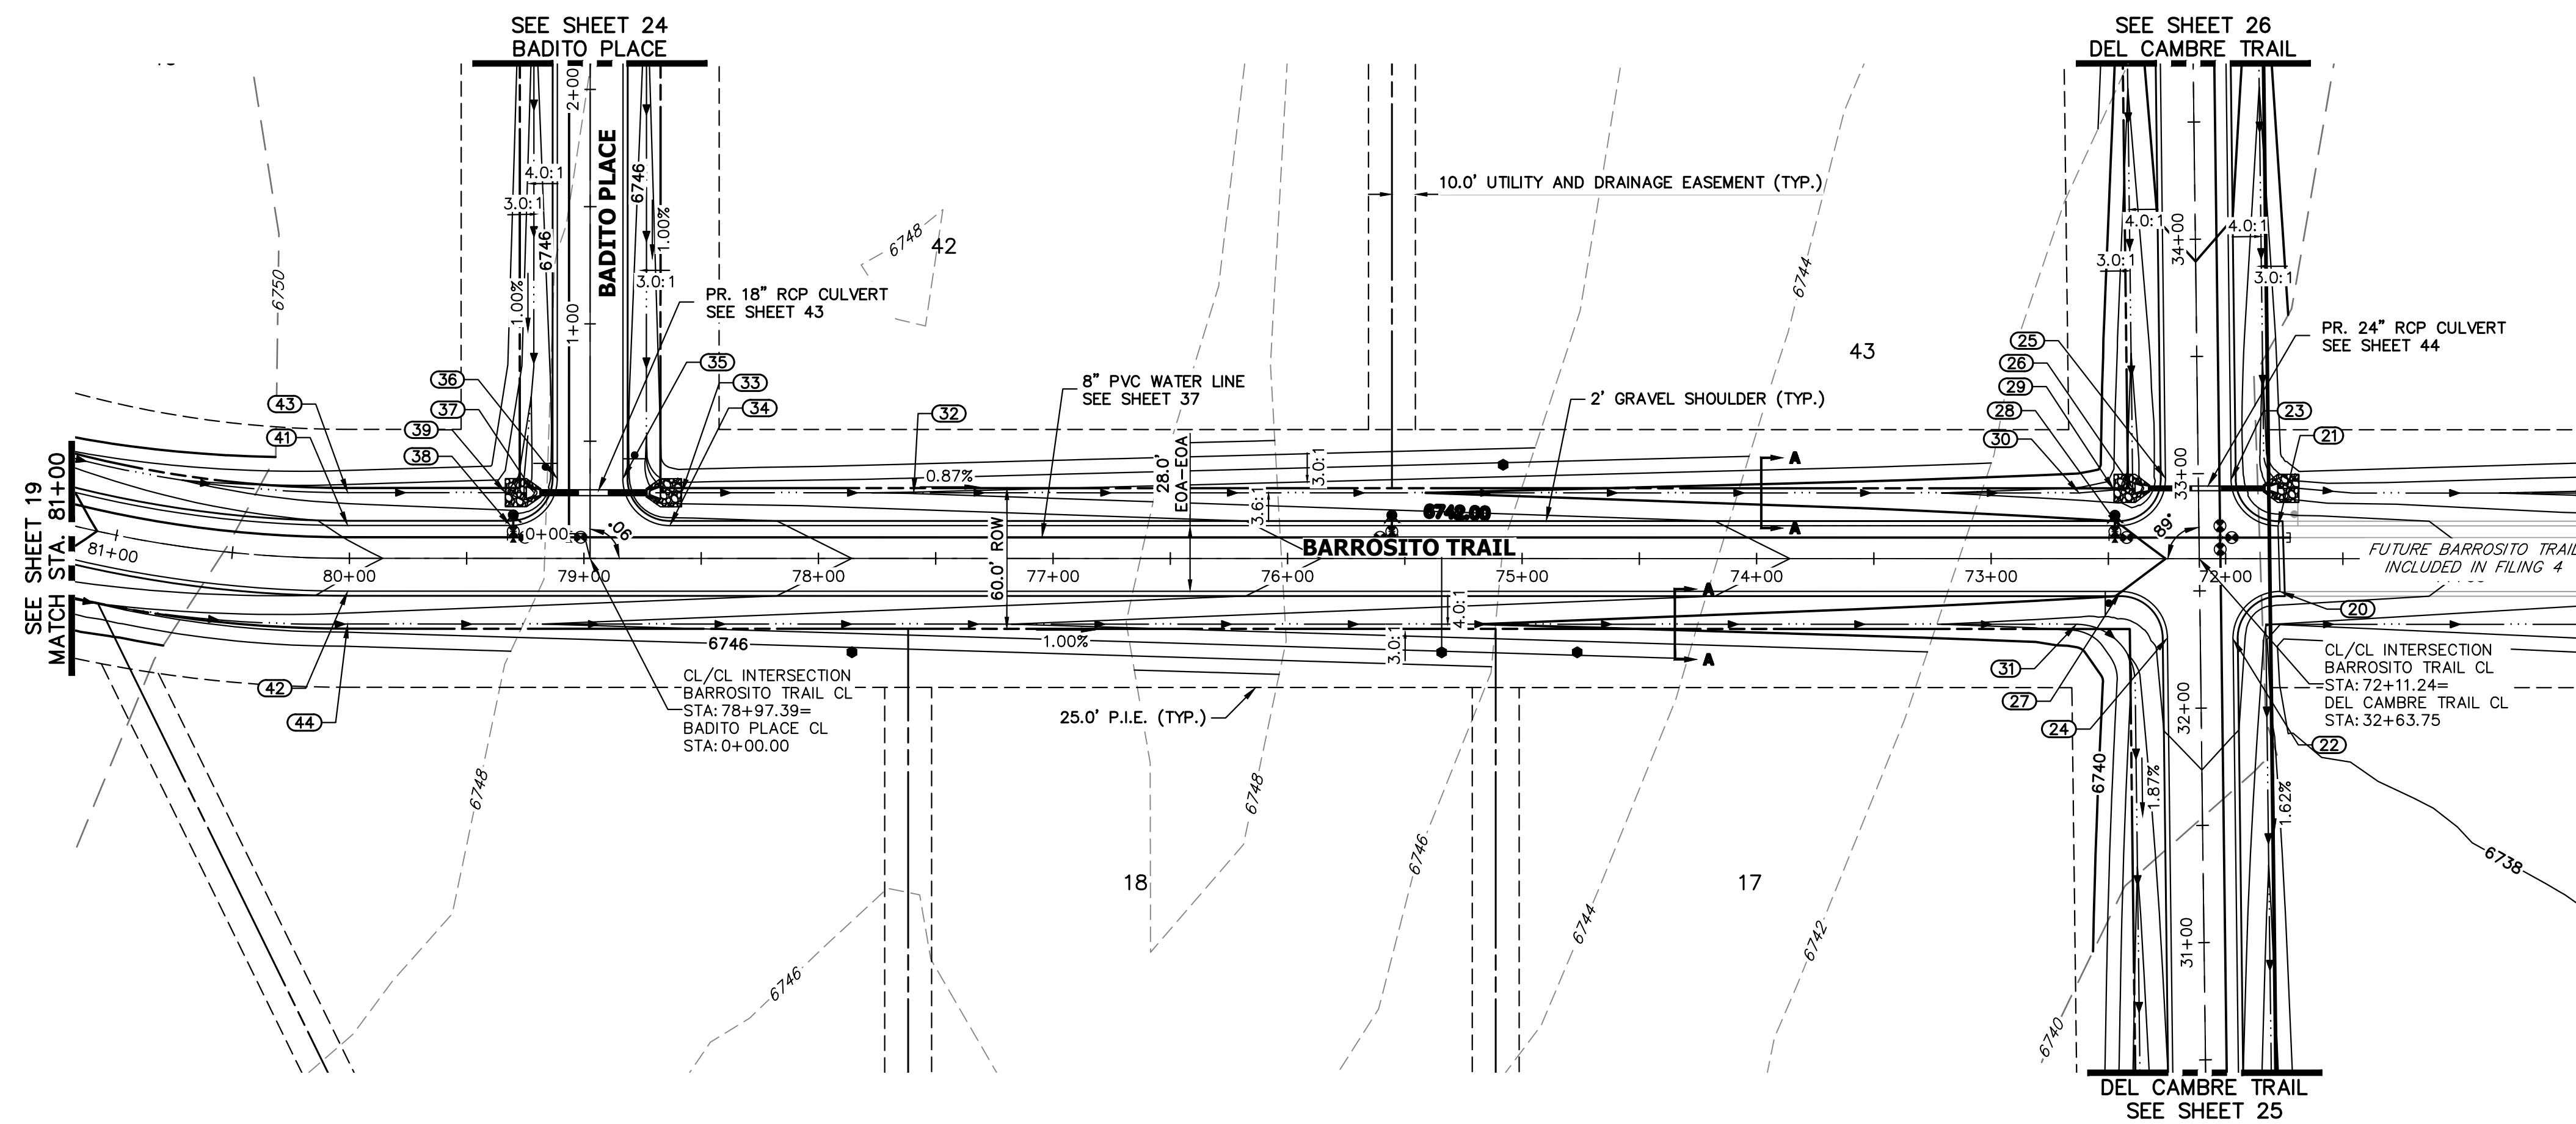 SEE SHEET 24
BADITO PLACE
SEE SHEET 26
DEL CAMBRE TRAIL
2+00
BADITO PLACE
4.0:1
3.0:1
6746
6746
1.00%
1.00%
3.0:1
1+00
6750
6748
42
10.0' UTILITY AND DRAINAGE EASEMENT (TYP.)
6744
43
4.0:1
4.0:1
3.0:1
3.0:1
34+00
PR. 18" RCP CULVERT
SEE SHEET 43
PR. 24" RCP CULVERT
SEE SHEET 44
8" PVC WATER LINE
SEE SHEET 37
2' GRAVEL SHOULDER (TYP.)
36
37
39
38
43
41
35
33
34
32
25
26
29
28
30
23
21
SEE SHEET 19
MATCH STA. 81+00
0.87%
28.0'
EOA-EOA
3.0:1
3.6:1
A
A
33+00
6742.00
BARROSITO TRAIL
60.0' ROW
0+00
90°
89°
81+00
80+00
79+00
78+00
77+00
76+00
75+00
74+00
73+00
72+00
FUTURE BARROSITO TRAIL
INCLUDED IN FILING 4
A
A
4.0:1
3.0:1
6746
1.00%
20
42
44
31
27
24
22
CL/CL INTERSECTION
BARROSITO TRAIL CL
STA: 78+97.39=
BADITO PLACE CL
STA: 0+00.00
25.0' P.I.E. (TYP.)
CL/CL INTERSECTION
BARROSITO TRAIL CL
STA: 72+11.24=
DEL CAMBRE TRAIL CL
STA: 32+63.75
32+00
6748
6748
6746
6746
6744
6742
6740
6740
1.87%
1.62%
6738
18
17
31+00
DEL CAMBRE TRAIL
SEE SHEET 25